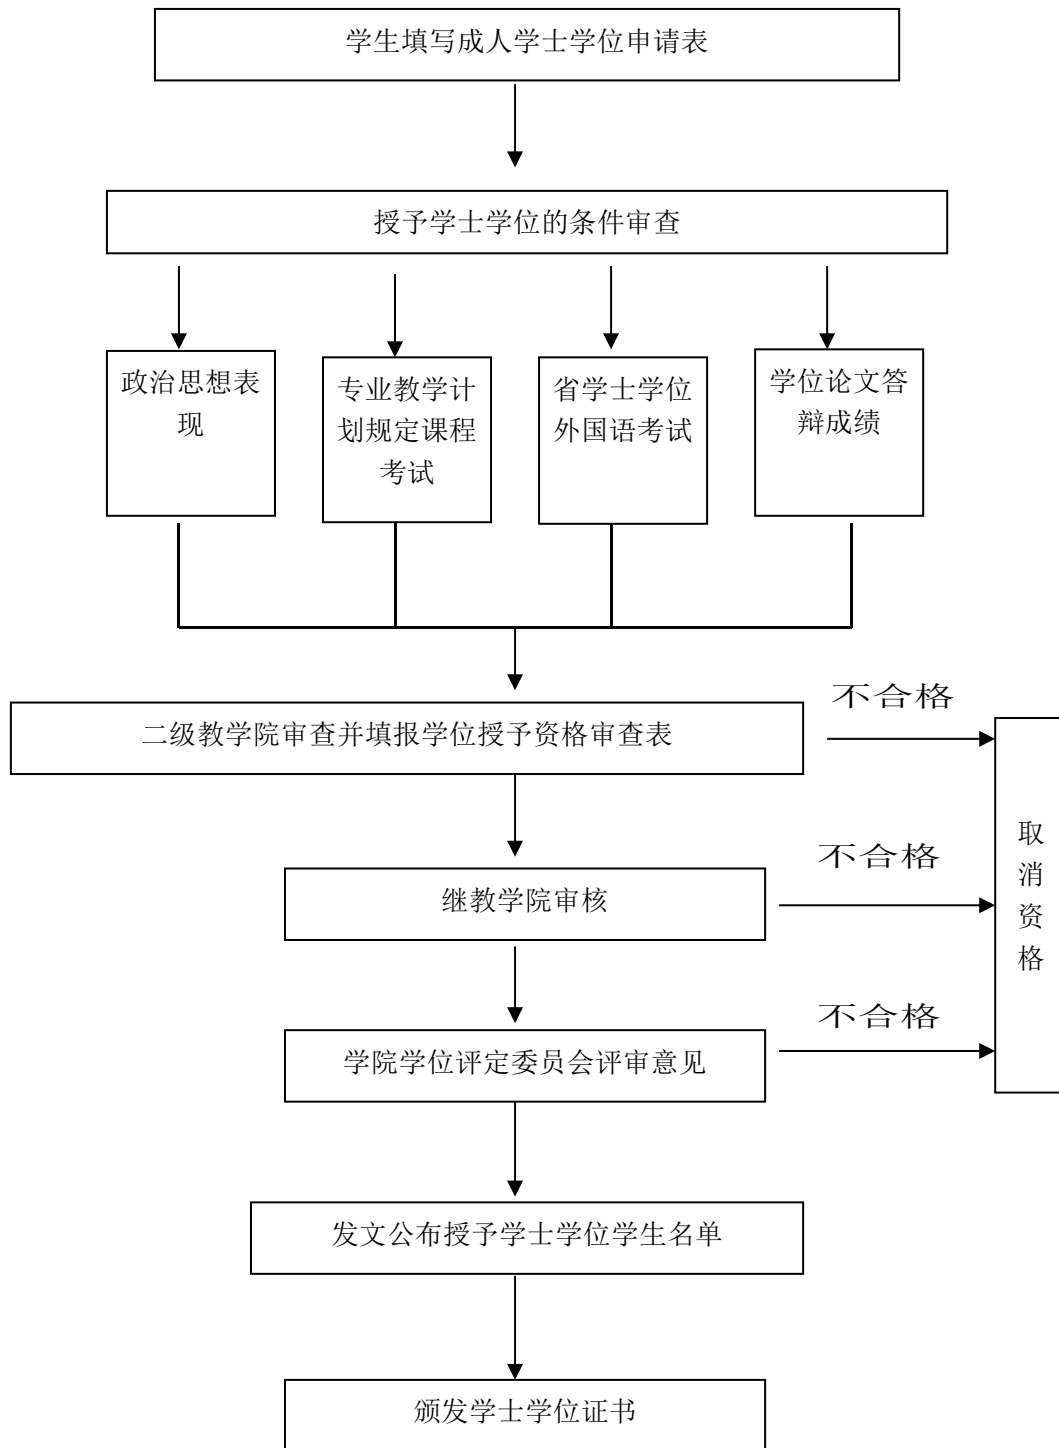 学生填写成人学士学位申请表
授予学士学位的条件审查
政治思想表
现
专业教学计
划规定课程
考试
省学士学位
外国语考试
学位论文答
辩成绩
不合格
二级教学院审查并填报学位授予资格审查表
不合格
继教学院审核
不合格
学院学位评定委员会评审意见
取
消
资
格
发文公布授予学士学位学生名单
颁发学士学位证书